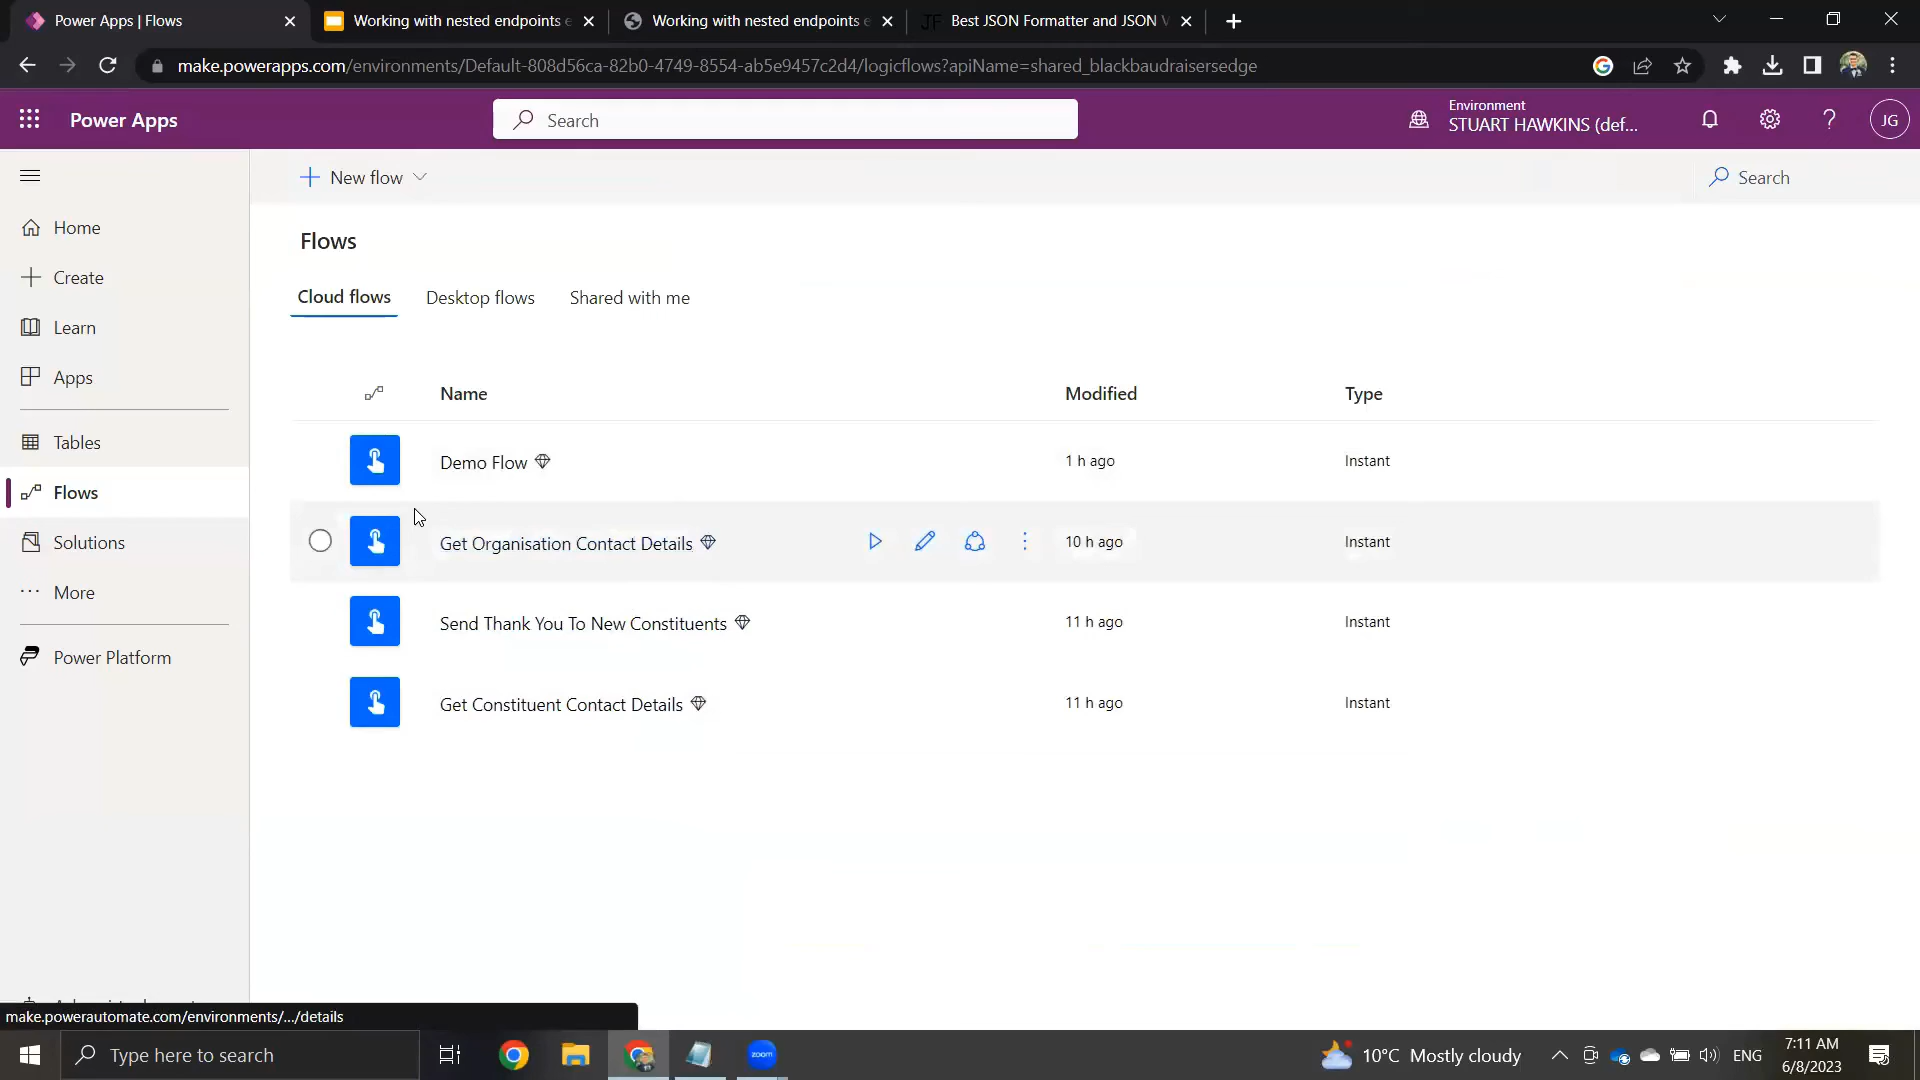 Power Apps | Flows
Working with nested endpoints e
Working with nested endpoints e
JF
Best JSON Formatter and JSON V
make.powerapps.com/environments/Default-808d56ca-82b0-4749-8554-ab5e9457c2d4/logicflows?apiName=shared_blackbaudraisersedge
Power Apps
Search
Environment
STUART HAWKINS (def...
JG
New flow
Search
Home
Create
Learn
Apps
Tables
Flows
Solutions
More
Power Platform
Flows
Cloud flows
Desktop flows
Shared with me
Name
Modified
Type
Demo Flow
1 h ago
Instant
Get Organisation Contact Details
10 h ago
Instant
Send Thank You To New Constituents
11 h ago
Instant
Get Constituent Contact Details
11 h ago
Instant
make.powerautomate.com/environments/.../details
Type here to search
zoom
10°C Mostly cloudy
ENG
7:11 AM
6/8/2023